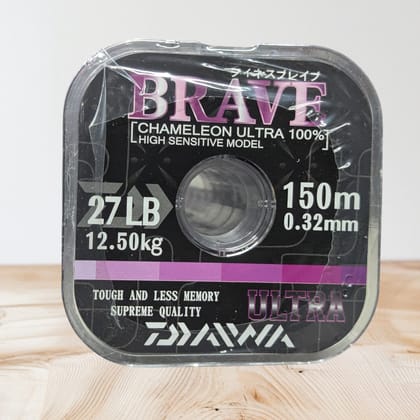 ライネスブレイブ
BRAVE
[CHAMELEON ULTRA 100%]
[HIGH SENSITIVE MODEL
27LB
12.50kg
150m
0.32mm
TOUGH AND LESS MEMORY
SUPREME QUALITY
ULTRA
DAIWA